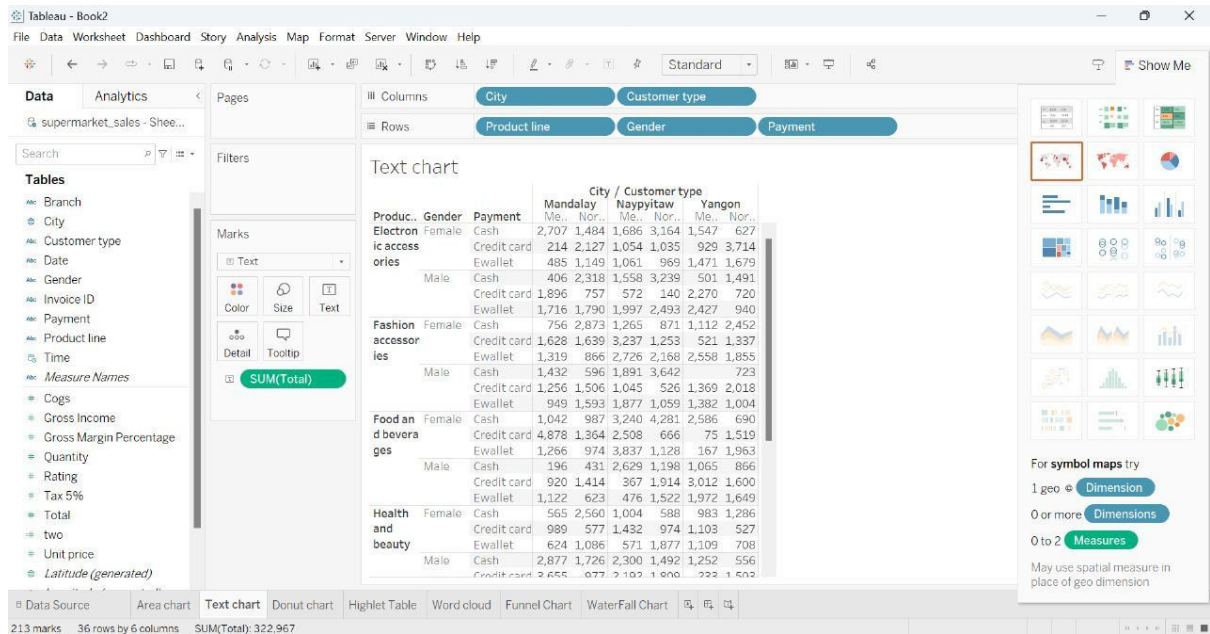 Tableau - Book2
File Data Worksheet Dashboard Story Analysis Map Format Server Window Help
Standard
Show Me
Data Analytics
supermarket_sales - Shee...
Search
Tables
Abc Branch
City
Abc Customer type
Abc Date
Abc Gender
Abc Invoice ID
Abc Payment
Abc Product line
Time
Abc Measure Names
# Cogs
# Gross Income
# Gross Margin Percentage
# Quantity
# Rating
# Tax 5%
# Total
two
# Unit price
Latitude (generated)
Pages
Filters
Marks
Text
Color Size Text
Detail Tooltip
SUM(Total)
Columns City Customer type
Rows Product line Gender Payment
Text chart
City / Customer type
Mandalay Naypyitaw Yangon
Produc.. Gender Payment Me.. Nor.. Me.. Nor.. Me.. Nor..
Electron Female Cash 2,707 1,484 1,686 3,164 1,547 627
ic access Credit card 214 2,127 1,054 1,035 929 3,714
ories Ewallet 485 1,149 1,061 969 1,471 1,679
Male Cash 406 2,318 1,558 3,239 501 1,491
Credit card 1,896 757 572 140 2,270 720
Ewallet 1,716 1,790 1,997 2,493 2,427 940
Fashion Female Cash 756 2,873 1,265 871 1,112 2,452
accessor Credit card 1,628 1,639 3,237 1,253 521 1,337
ies Ewallet 1,319 866 2,726 2,168 2,558 1,855
Male Cash 1,432 596 1,891 3,642 723
Credit card 1,256 1,506 1,045 526 1,369 2,018
Ewallet 949 1,593 1,877 1,059 1,382 1,004
Food an Female Cash 1,042 987 3,240 4,281 2,586 690
d bevera Credit card 4,878 1,364 2,508 666 75 1,519
ges Ewallet 1,266 974 3,837 1,128 167 1,963
Male Cash 196 431 2,629 1,198 1,065 866
Credit card 920 1,414 367 1,914 3,012 1,600
Ewallet 1,122 623 476 1,522 1,972 1,649
Health Female Cash 565 2,560 1,004 588 983 1,286
and Credit card 989 577 1,432 974 1,103 527
beauty Ewallet 624 1,086 571 1,877 1,109 708
Male Cash 2,877 1,726 2,300 1,492 1,252 556
Credit card 3,655 977 2,192 1,809 233 1,503
For symbol maps try
1 geo Dimension
0 or more Dimensions
0 to 2 Measures
May use spatial measure in
place of geo dimension
Data Source Area chart Text chart Donut chart Highlet Table Word cloud Funnel Chart WaterFall Chart
213 marks 36 rows by 6 columns SUM(Total): 322,967